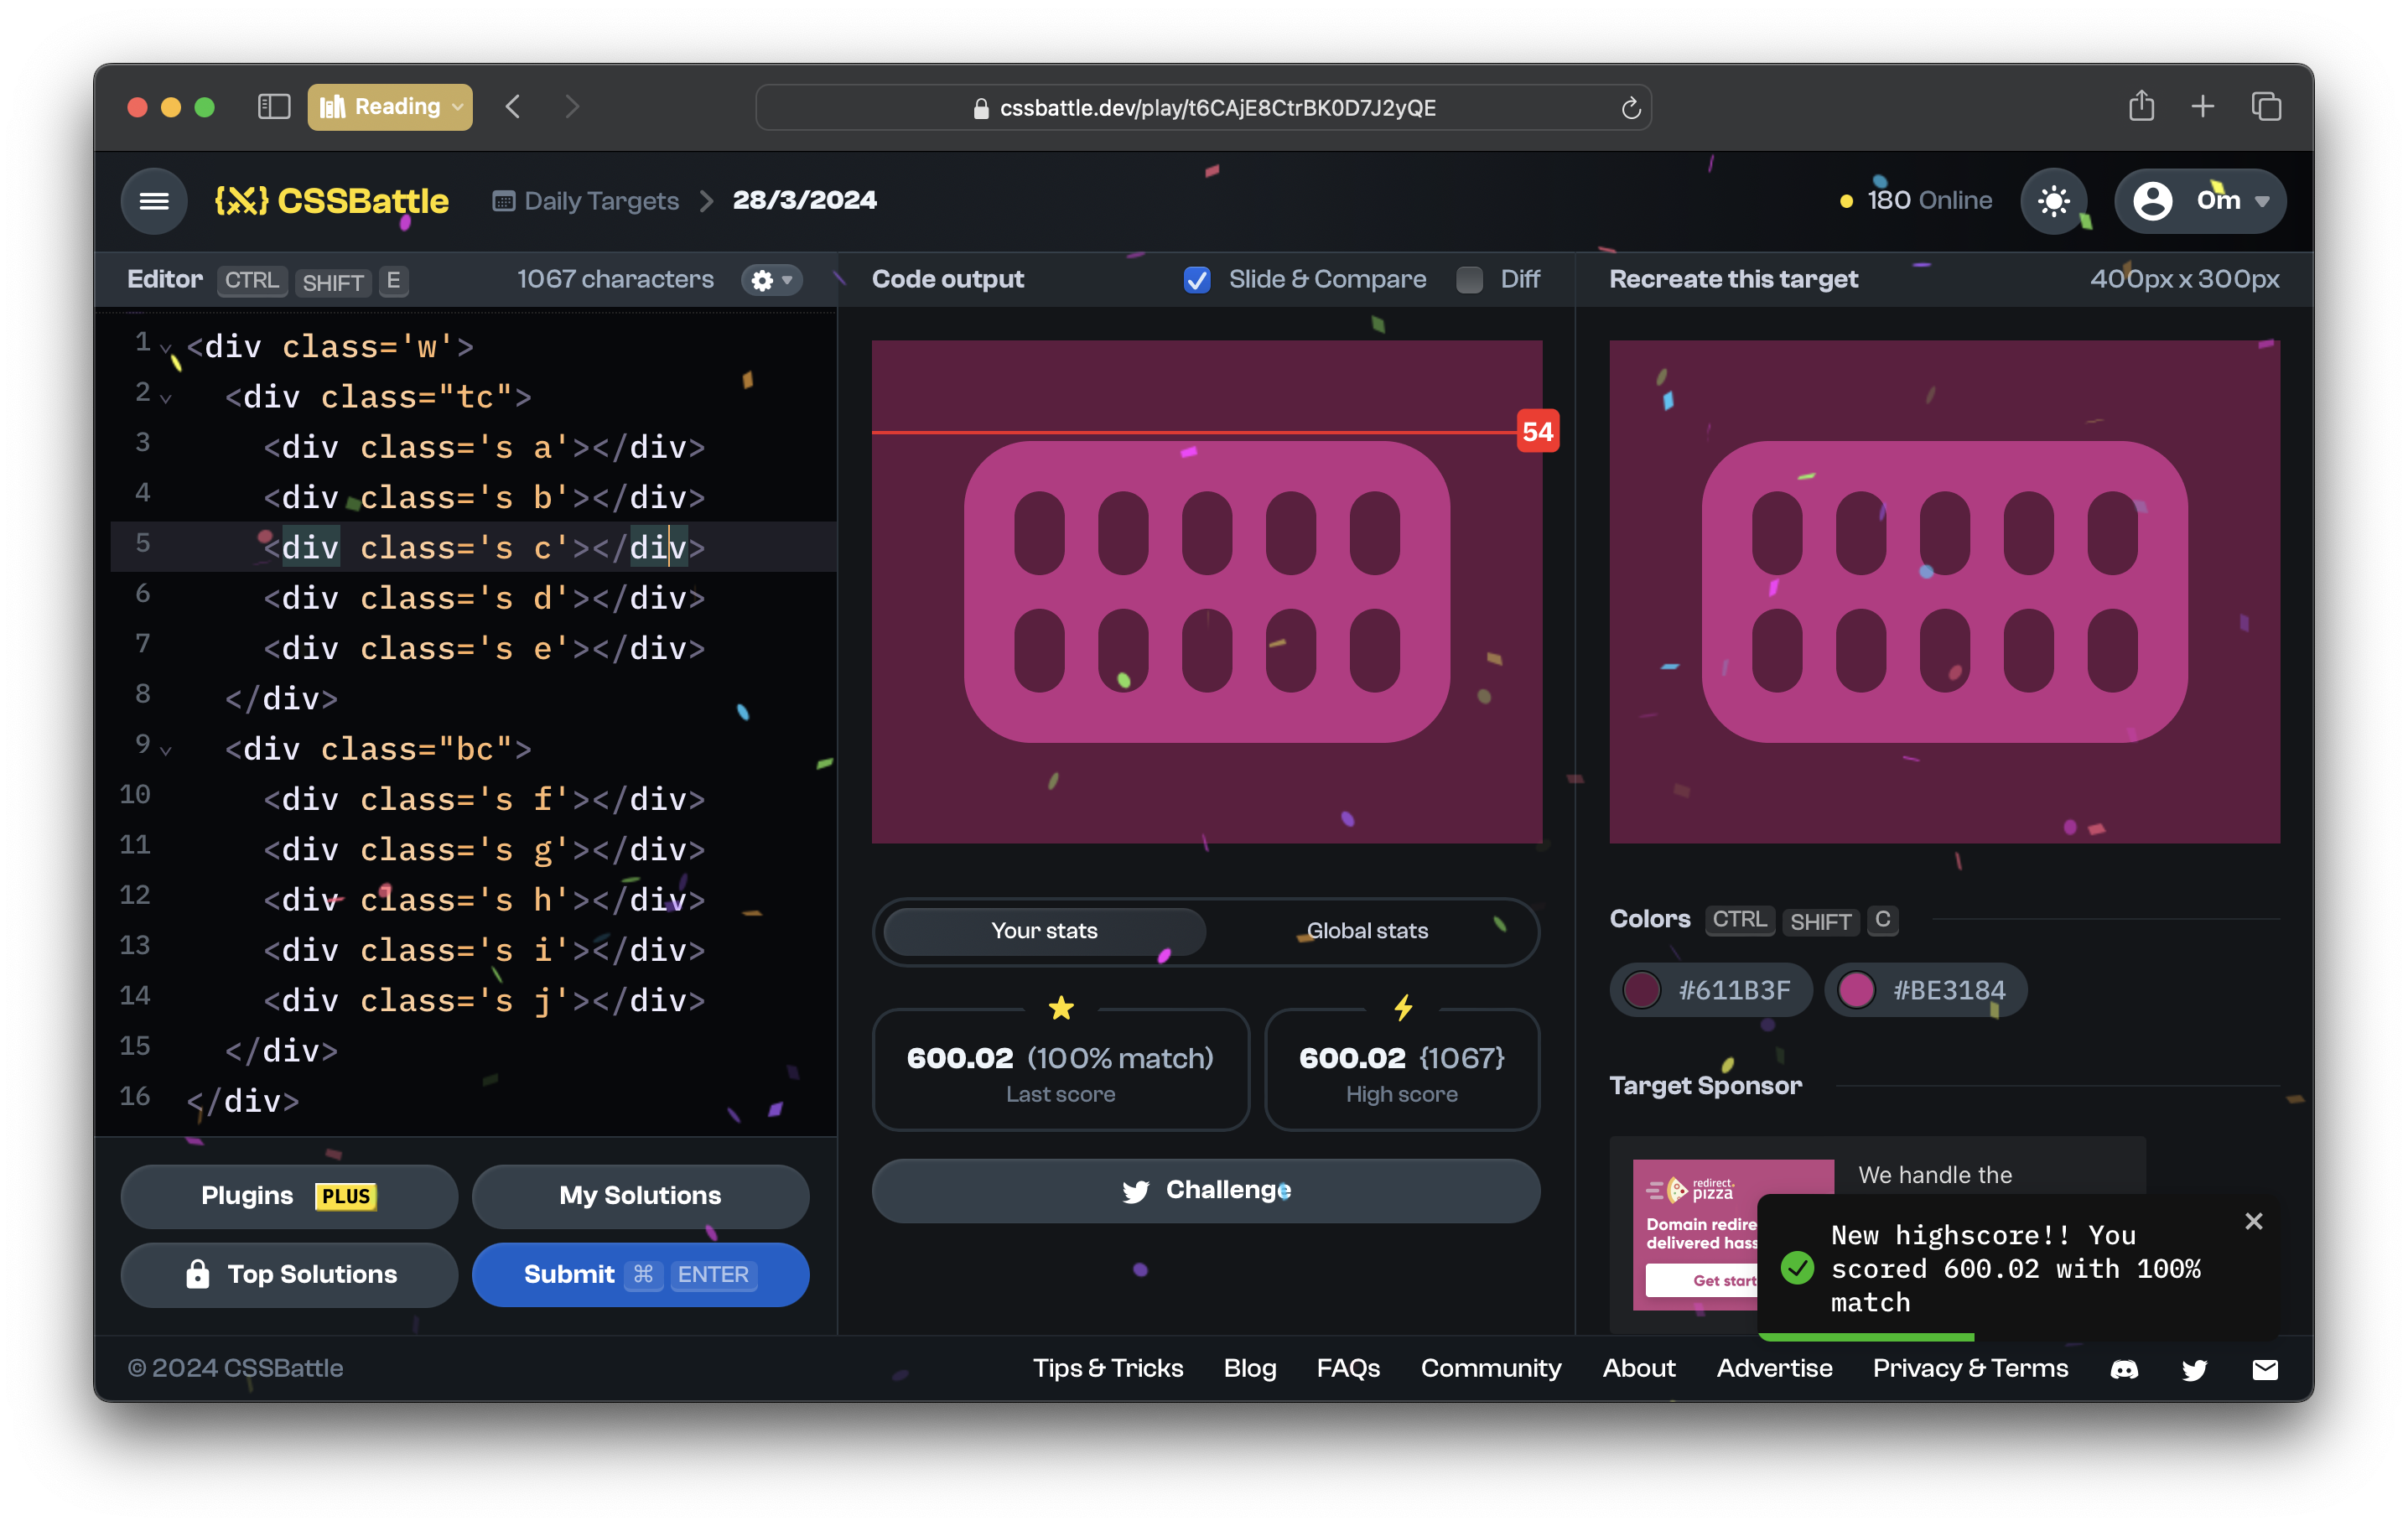 Reading
cssbattle.dev/play/t6CAjE8CtrBK0D7J2yQE
{X} CSSBattle
Daily Targets > 28/3/2024
180 Online
0m
Editor CTRL SHIFT E
1067 characters
Code output
Slide & Compare
Diff
Recreate this target
400px x 300px
1 <div class='w'>
2 <div class="tc">
3 <div class='s a'></div>
4 <div class='s b'></div>
5 <div class='s c'></div>
6 <div class='s d'></div>
7 <div class='s e'></div>
8 </div>
9 <div class="bc">
10 <div class='s f'></div>
11 <div class='s g'></div>
12 <div class='s h'></div>
13 <div class='s i'></div>
14 <div class='s j'></div>
15 </div>
16 </div>
Plugins PLUS
My Solutions
Top Solutions
Submit ⌘ ENTER
54
Your stats
Global stats
600.02 (100% match)
Last score
600.02 {1067}
High score
Challenge
Colors CTRL SHIFT C
#611B3F
#BE3184
Target Sponsor
redirect.
pizza
Domain redire
delivered hass
Get start
We handle the
New highscore!! You
scored 600.02 with 100%
match
© 2024 CSSBattle
Tips & Tricks
Blog
FAQs
Community
About
Advertise
Privacy & Terms